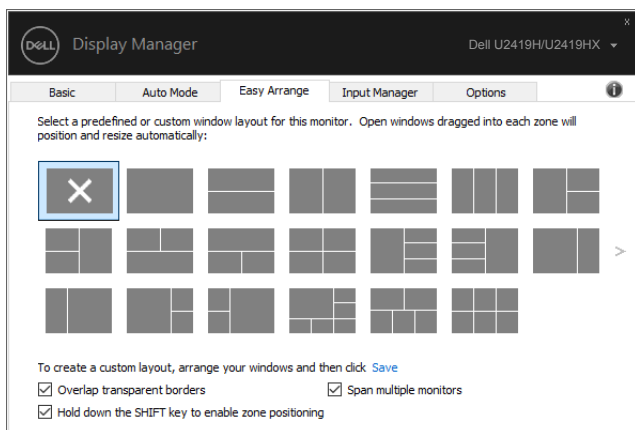 DELL Display Manager Dell U2419H/U2419HX
Basic Auto Mode Easy Arrange Input Manager Options
Select a predefined or custom window layout for this monitor. Open windows dragged into each zone will
position and resize automatically:
To create a custom layout, arrange your windows and then click Save
Overlap transparent borders Span multiple monitors
Hold down the SHIFT key to enable zone positioning